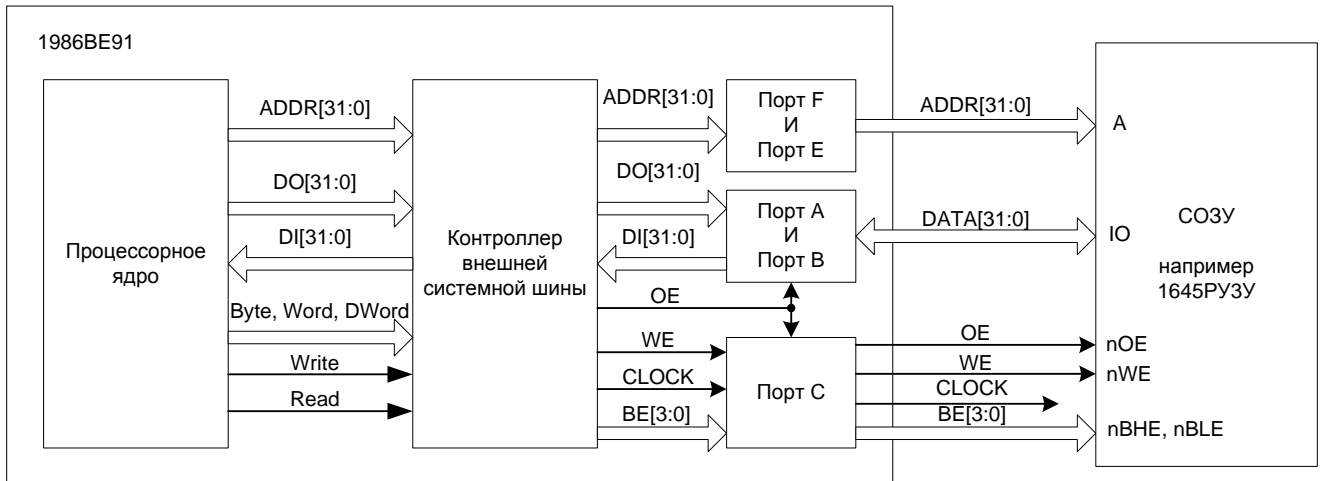 1986ВЕ91
Процессорное
ядро
ADDR[31:0]
DO[31:0]
DI[31:0]
Byte, Word, DWord
Write
Read
Контроллер
внешней
системной шины
ADDR[31:0]
DO[31:0]
DI[31:0]
OE
WE
CLOCK
BE[3:0]
Порт F
И
Порт E
Порт А
И
Порт В
Порт С
ADDR[31:0]
DATA[31:0]
OE
WE
CLOCK
BE[3:0]
A
IO
СОЗУ
например
1645РУ3У
nOE
nWE
nBHE, nBLE